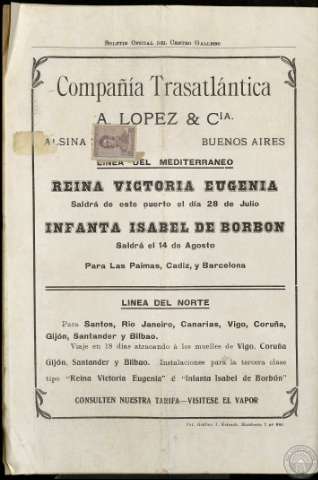 BOLETIN OFICIAL DEL CENTRO GALLEGO
Compañía Trasatlántica
A. LOPEZ & CIA.
ALSINA BUENOS AIRES
LINEA DEL MEDITERRANEO
REINA VICTORIA EUGENIA
Saldrá de este puerto el día 28 de Julio
INFANTA ISABEL DE BORBON
Saldrá el 14 de Agosto
Para Las Palmas, Cadiz, y Barcelona
LINEA DEL NORTE
Para Santos, Rio Janeiro, Canarias, Vigo, Coruña,
Gijón, Santander y Bilbao.
Viaje en 18 días atracando á los muelles de Vigo, Coruña
Gijón, Santander y Bilbao. Instalaciones para la tercera clase
tipo "Reina Victoria Eugenia" é "Infanta Isabel de Borbón"
CONSULTEN NUESTRA TARIFA—VISITESE EL VAPOR